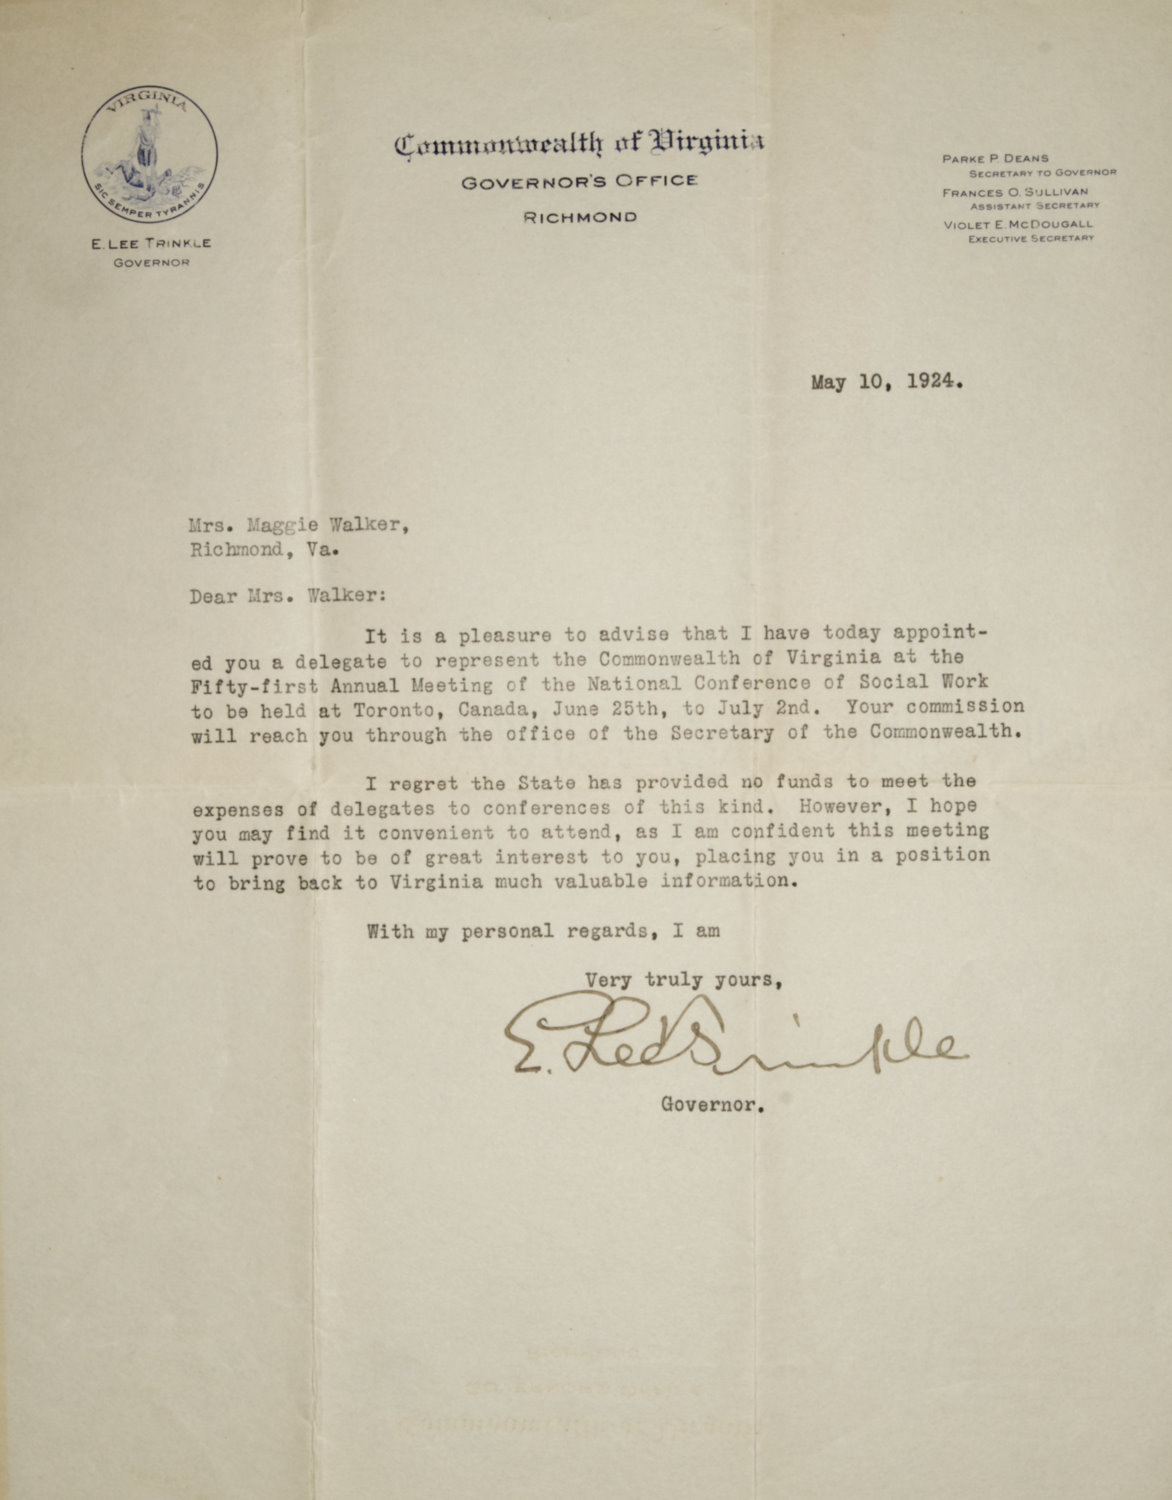 VIRGINIA
SIC SEMPER TYRANNIS
E. LEE TRINKLE
GOVERNOR
Commonwealth of Virginia
GOVERNOR'S OFFICE
RICHMOND
PARKE P. DEANS
SECRETARY TO GOVERNOR
FRANCES O. SULLIVAN
ASSISTANT SECRETARY
VIOLET E. MCDOUGALL
EXECUTIVE SECRETARY
May 10, 1924.
Mrs. Maggie Walker,
Richmond, Va.
Dear Mrs. Walker:
It is a pleasure to advise that I have today appoint-
ed you a delegate to represent the Commonwealth of Virginia at the
Fifty-first Annual Meeting of the National Conference of Social Work
to be held at Toronto, Canada, June 25th, to July 2nd. Your commission
will reach you through the office of the Secretary of the Commonwealth.
I regret the State has provided no funds to meet the
expenses of delegates to conferences of this kind. However, I hope
you may find it convenient to attend, as I am confident this meeting
will prove to be of great interest to you, placing you in a position
to bring back to Virginia much valuable information.
With my personal regards, I am
Very truly yours,
E. Lee Trinkle
Governor.